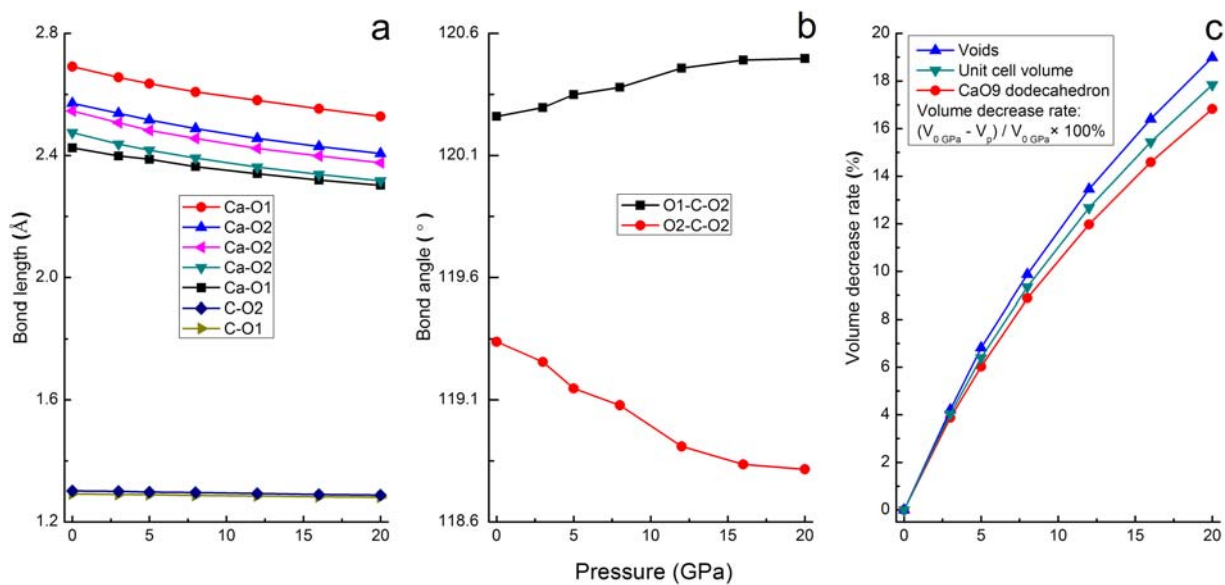 a
2.8
2.4
2.0
1.6
1.2
0
5
10
15
20
Bond length (Å)
Ca-O1
Ca-O2
Ca-O2
Ca-O2
Ca-O1
C-O2
C-O1
b
120.6
120.1
119.6
119.1
118.6
0
5
10
15
20
Bond angle (°)
O1-C-O2
O2-C-O2
Pressure (GPa)
c
20
18
16
14
12
10
8
6
4
2
0
0
5
10
15
20
Volume decrease rate (%)
Voids
Unit cell volume
CaO9 dodecahedron
Volume decrease rate:
(V0 GPa - Vp) / V0 GPa × 100%